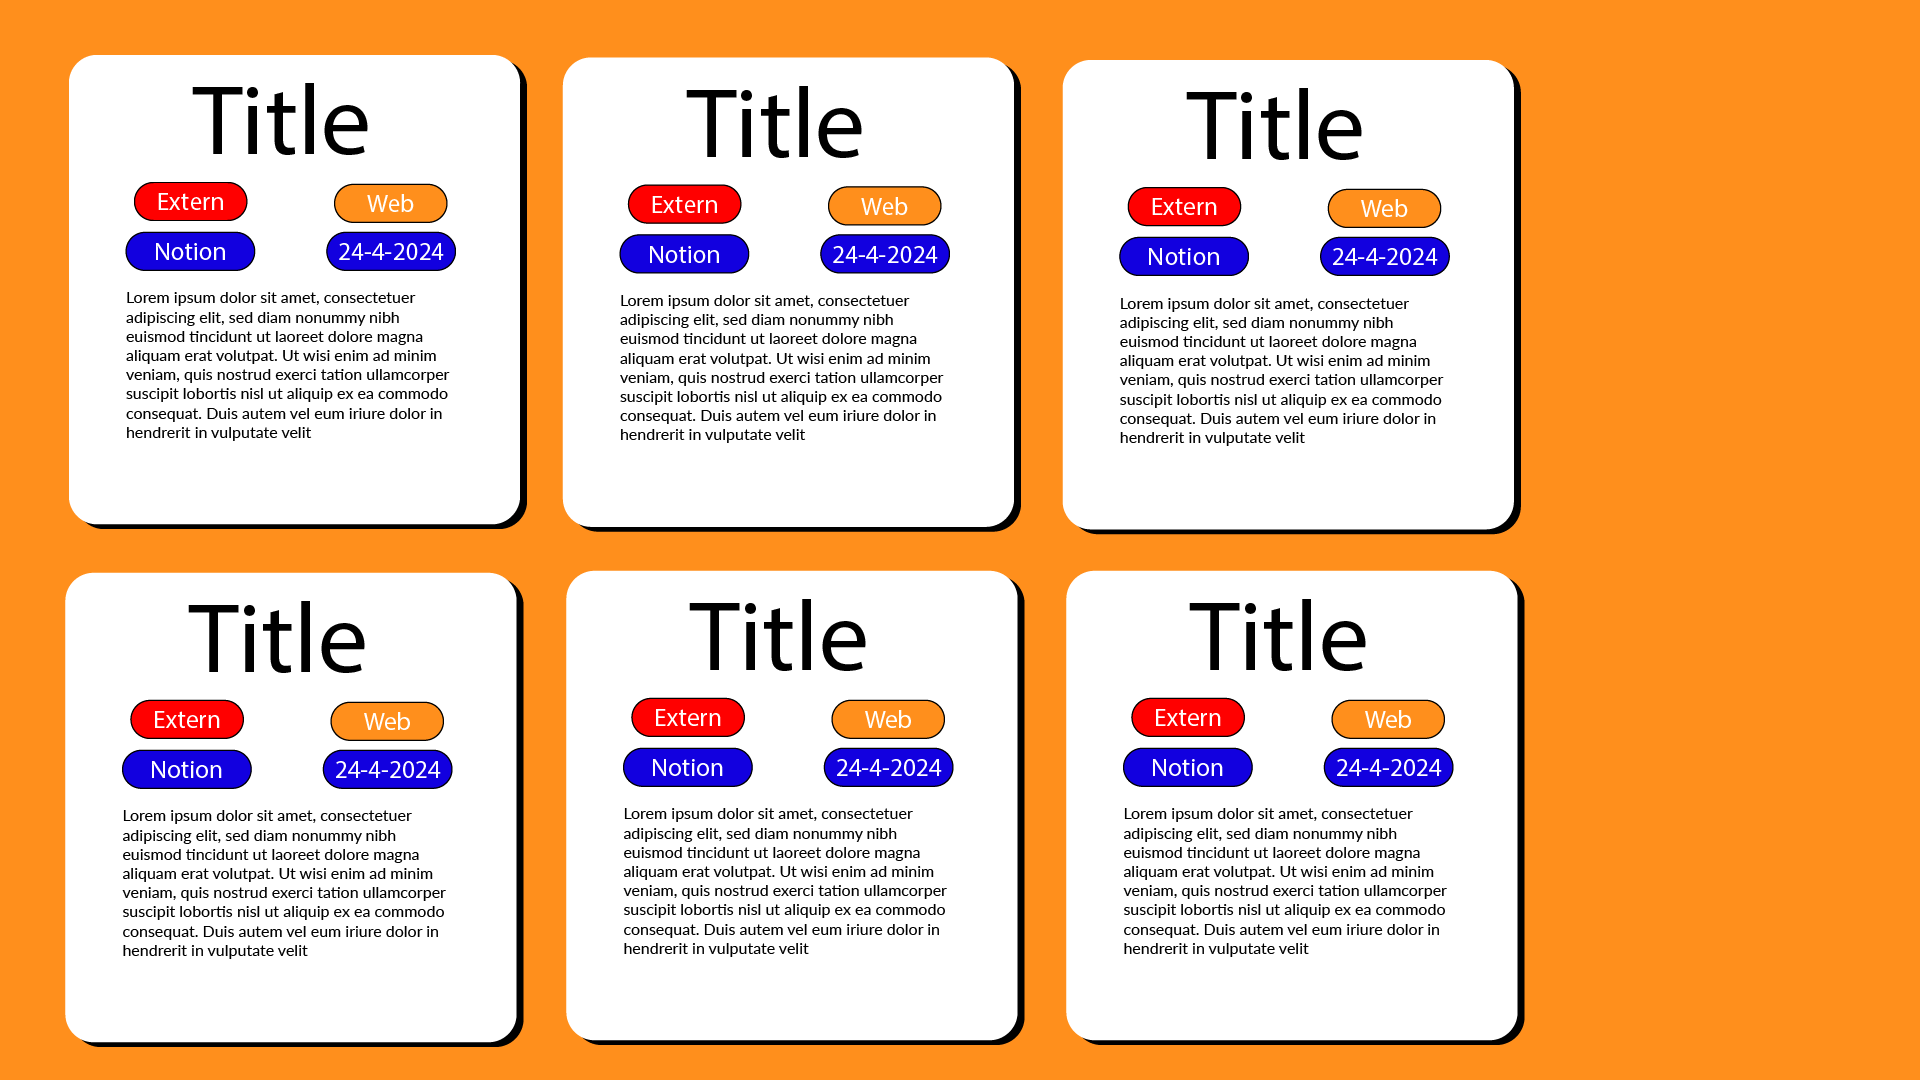 Title
Extern
Web
Notion
24-4-2024
Lorem ipsum dolor sit amet, consectetuer
adipiscing elit, sed diam nonummy nibh
euismod tincidunt ut laoreet dolore magna
aliquam erat volutpat. Ut wisi enim ad minim
veniam, quis nostrud exerci tation ullamcorper
suscipit lobortis nisl ut aliquip ex ea commodo
consequat. Duis autem vel eum iriure dolor in
hendrerit in vulputate velit
Title
Extern
Web
Notion
24-4-2024
Lorem ipsum dolor sit amet, consectetuer
adipiscing elit, sed diam nonummy nibh
euismod tincidunt ut laoreet dolore magna
aliquam erat volutpat. Ut wisi enim ad minim
veniam, quis nostrud exerci tation ullamcorper
suscipit lobortis nisl ut aliquip ex ea commodo
consequat. Duis autem vel eum iriure dolor in
hendrerit in vulputate velit
Title
Extern
Web
Notion
24-4-2024
Lorem ipsum dolor sit amet, consectetuer
adipiscing elit, sed diam nonummy nibh
euismod tincidunt ut laoreet dolore magna
aliquam erat volutpat. Ut wisi enim ad minim
veniam, quis nostrud exerci tation ullamcorper
suscipit lobortis nisl ut aliquip ex ea commodo
consequat. Duis autem vel eum iriure dolor in
hendrerit in vulputate velit
Title
Extern
Web
Notion
24-4-2024
Lorem ipsum dolor sit amet, consectetuer
adipiscing elit, sed diam nonummy nibh
euismod tincidunt ut laoreet dolore magna
aliquam erat volutpat. Ut wisi enim ad minim
veniam, quis nostrud exerci tation ullamcorper
suscipit lobortis nisl ut aliquip ex ea commodo
consequat. Duis autem vel eum iriure dolor in
hendrerit in vulputate velit
Title
Extern
Web
Notion
24-4-2024
Lorem ipsum dolor sit amet, consectetuer
adipiscing elit, sed diam nonummy nibh
euismod tincidunt ut laoreet dolore magna
aliquam erat volutpat. Ut wisi enim ad minim
veniam, quis nostrud exerci tation ullamcorper
suscipit lobortis nisl ut aliquip ex ea commodo
consequat. Duis autem vel eum iriure dolor in
hendrerit in vulputate velit
Title
Extern
Web
Notion
24-4-2024
Lorem ipsum dolor sit amet, consectetuer
adipiscing elit, sed diam nonummy nibh
euismod tincidunt ut laoreet dolore magna
aliquam erat volutpat. Ut wisi enim ad minim
veniam, quis nostrud exerci tation ullamcorper
suscipit lobortis nisl ut aliquip ex ea commodo
consequat. Duis autem vel eum iriure dolor in
hendrerit in vulputate velit